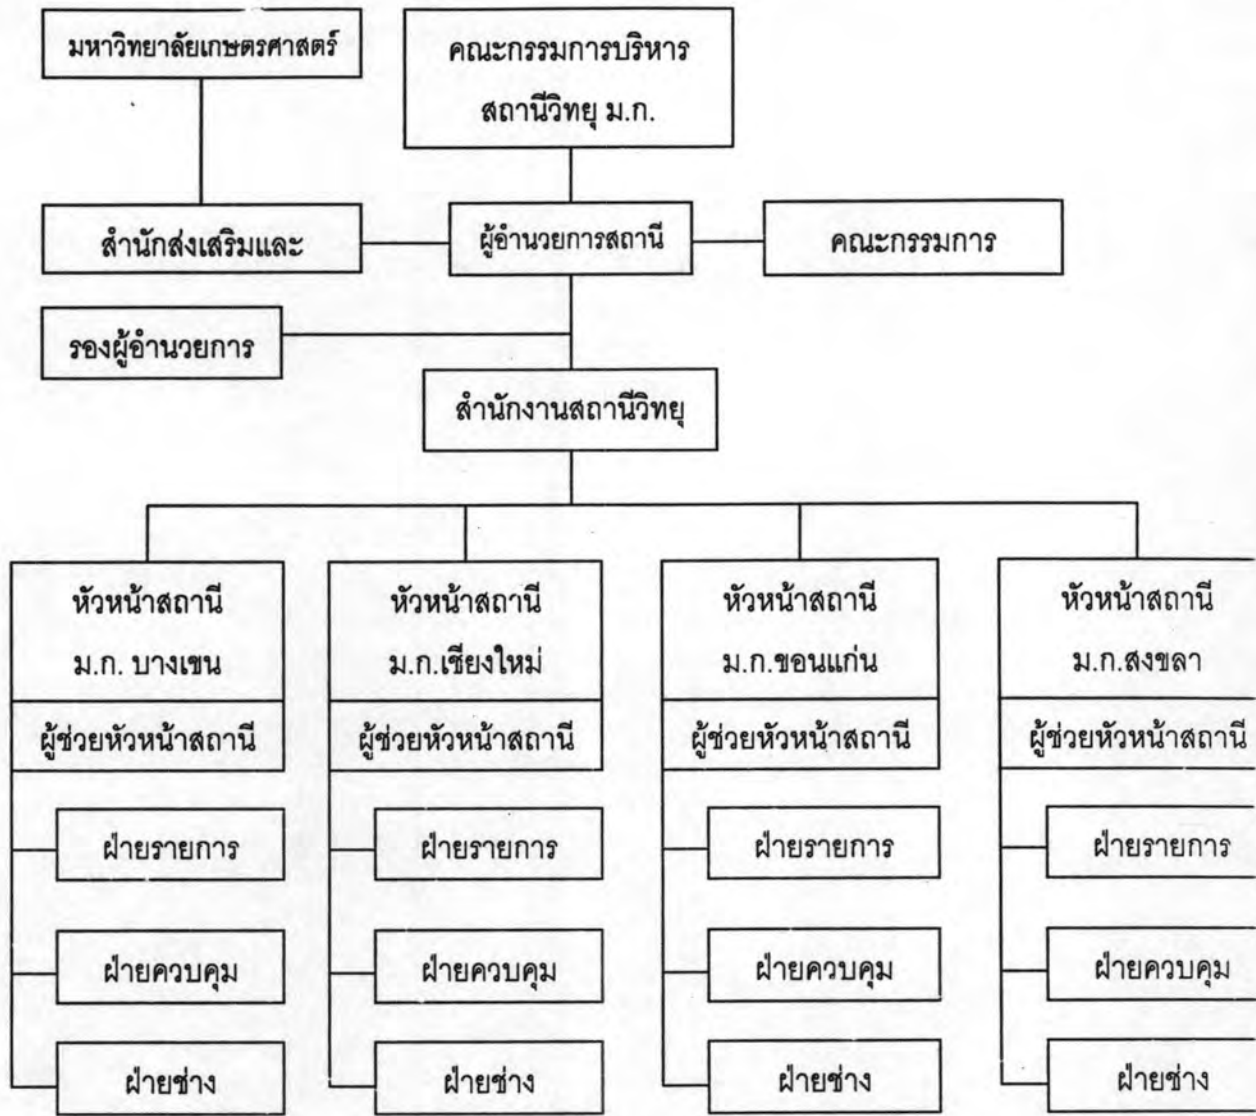 มหาวิทยาลัยเกษตรศาสตร์
คณะกรรมการบริหาร
สถานีวิทยุ ม.ก.
สำนักส่งเสริมและ
ผู้อำนวยการสถานี
คณะกรรมการ
รองผู้อำนวยการ
สำนักงานสถานีวิทยุ
หัวหน้าสถานี
ม.ก. บางเขน
ผู้ช่วยหัวหน้าสถานี
ฝ่ายรายการ
ฝ่ายควบคุม
ฝ่ายช่าง
หัวหน้าสถานี
ม.ก.เชียงใหม่
ผู้ช่วยหัวหน้าสถานี
ฝ่ายรายการ
ฝ่ายควบคุม
ฝ่ายช่าง
หัวหน้าสถานี
ม.ก.ขอนแก่น
ผู้ช่วยหัวหน้าสถานี
ฝ่ายรายการ
ฝ่ายควบคุม
ฝ่ายช่าง
หัวหน้าสถานี
ม.ก.สงขลา
ผู้ช่วยหัวหน้าสถานี
ฝ่ายรายการ
ฝ่ายควบคุม
ฝ่ายช่าง